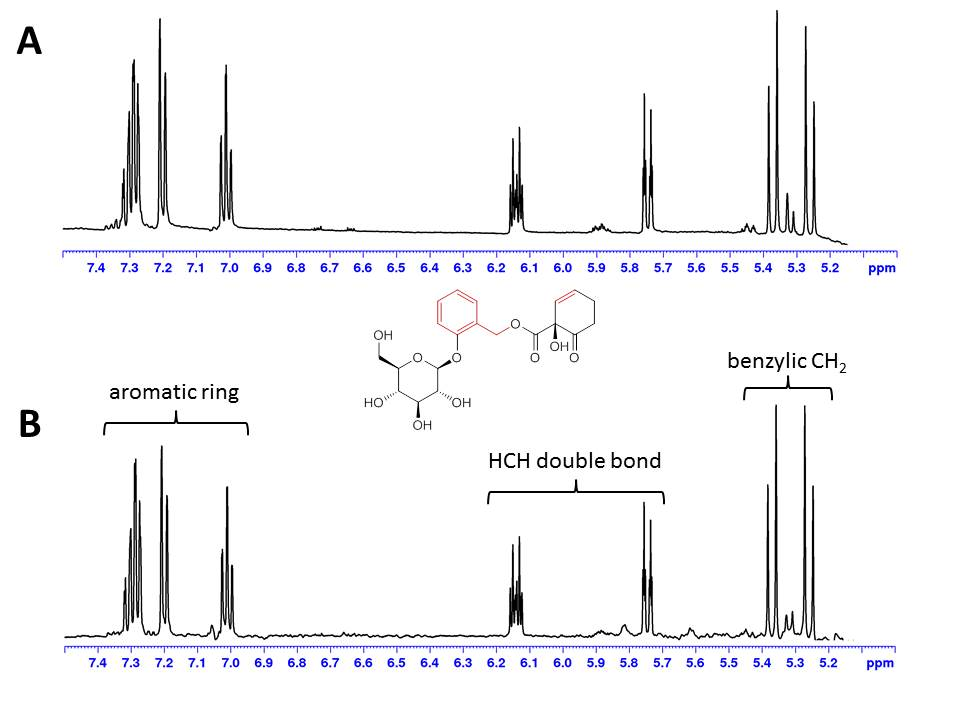 A
7.4 7.3 7.2 7.1 7.0 6.9 6.8 6.7 6.6 6.5 6.4 6.3 6.2 6.1 6.0 5.9 5.8 5.7 5.6 5.5 5.4 5.3 5.2 ppm
OH
O
O
O
OH
O
O
HO
OH
OH
benzylic CH2
aromatic ring
B
HCH double bond
7.4 7.3 7.2 7.1 7.0 6.9 6.8 6.7 6.6 6.5 6.4 6.3 6.2 6.1 6.0 5.9 5.8 5.7 5.6 5.5 5.4 5.3 5.2 ppm